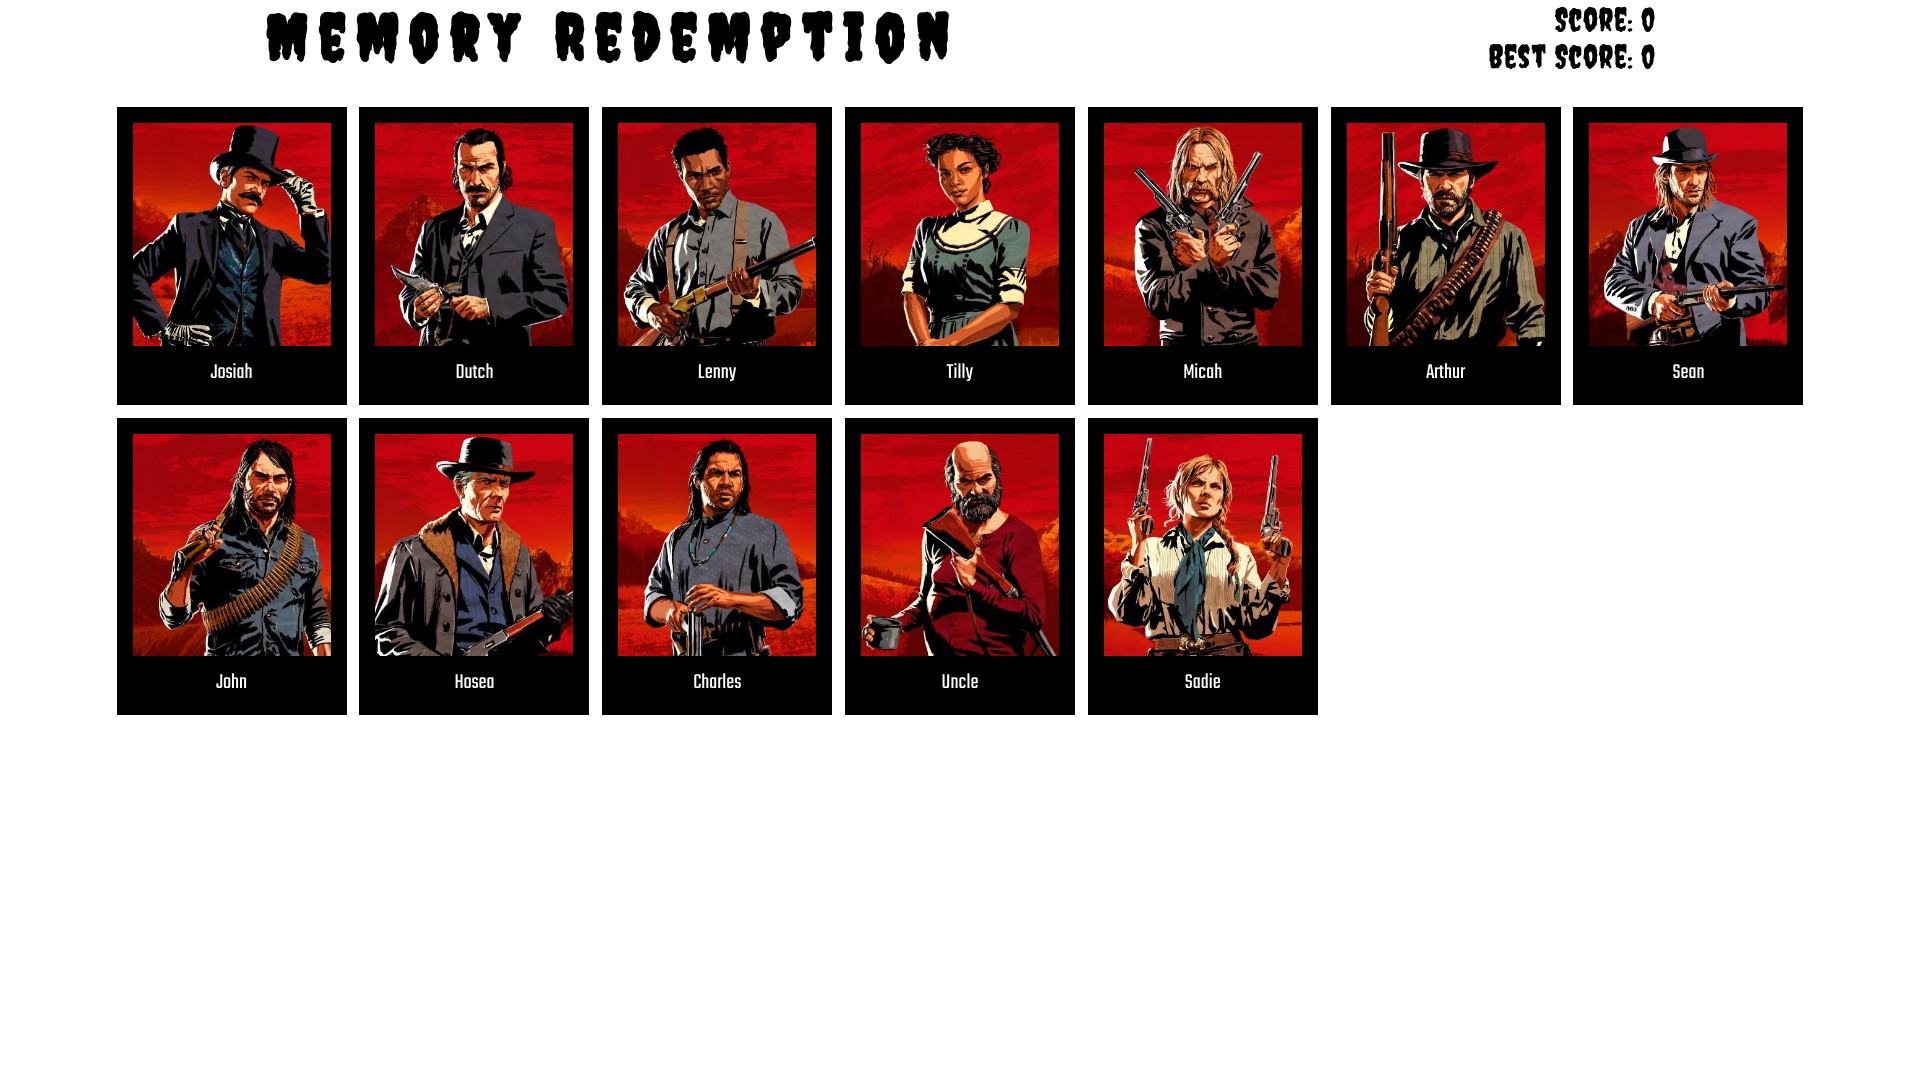 MEMORY REDEMPTION
SCORE: 0
BEST SCORE: 0
Josiah
Dutch
Lenny
Tilly
Micah
Arthur
Sean
John
Hosea
Charles
Uncle
Sadie